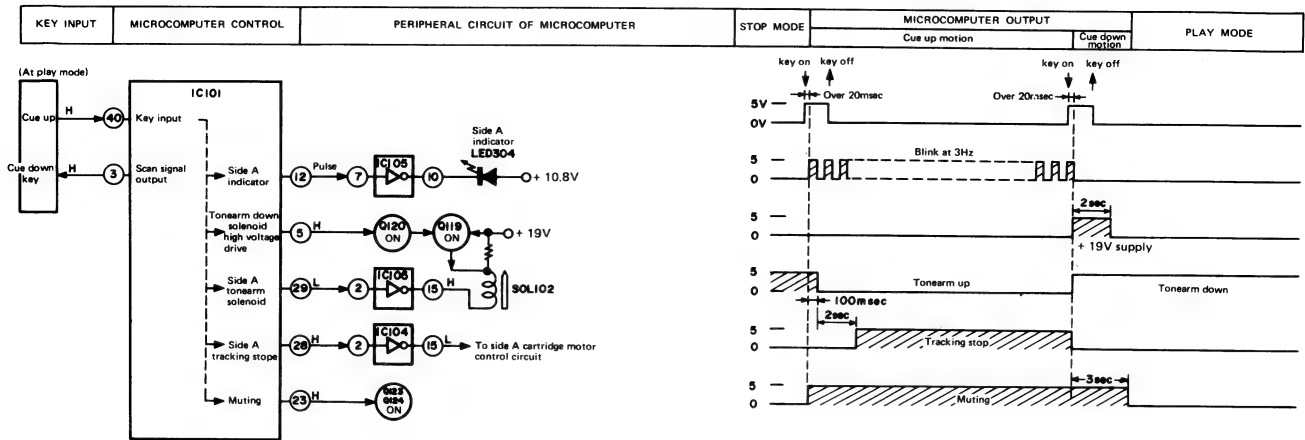 KEY INPUT
MICROCOMPUTER CONTROL
PERIPHERAL CIRCUIT OF MICROCOMPUTER
STOP MODE
MICROCOMPUTER OUTPUT
Cue up motion
Cue down
motion
PLAY MODE
(At play mode)
Cue up
H
40
Key input
Cue down
key
H
3
Scan signal
output
IC101
Side A
indicator
12
Pulse
7
IC105
10
Side A
indicator
LED304
+ 10.8V
Tonearm down
solenoid
high voltage
drive
5
H
Q120
ON
Q119
ON
+ 19V
Side A
tonearm
solenoid
29
L
2
IC105
15
H
SOL102
Side A
tracking stope
28
H
2
IC104
15
L
To side A cartridge motor
control circuit
Muting
23
H
Q123
Q124
ON
key on
key off
key on
key off
5V
0V
Over 20msec
Over 20msec
5
0
Blink at 3Hz
5
0
2sec
+ 19V supply
5
0
Tonearm up
Tonearm down
100msec
2sec
5
0
Tracking stop
5
0
Muting
3sec